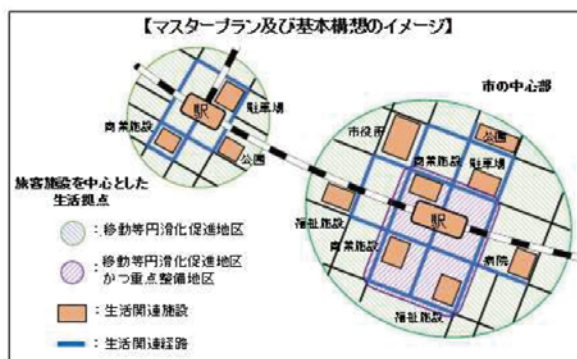 【マスタープラン及び基本構想のイメージ】
市の中心部
駅
駐車場
商業施設
公園
市役所
公園
商業施設
駐車場
旅客施設を中心とした
生活拠点
福祉施設
駅
商業施設
病院
福祉施設
：移動等円滑化促進地区
：移動等円滑化促進地区
かつ重点整備地区
：生活関連施設
：生活関連経路